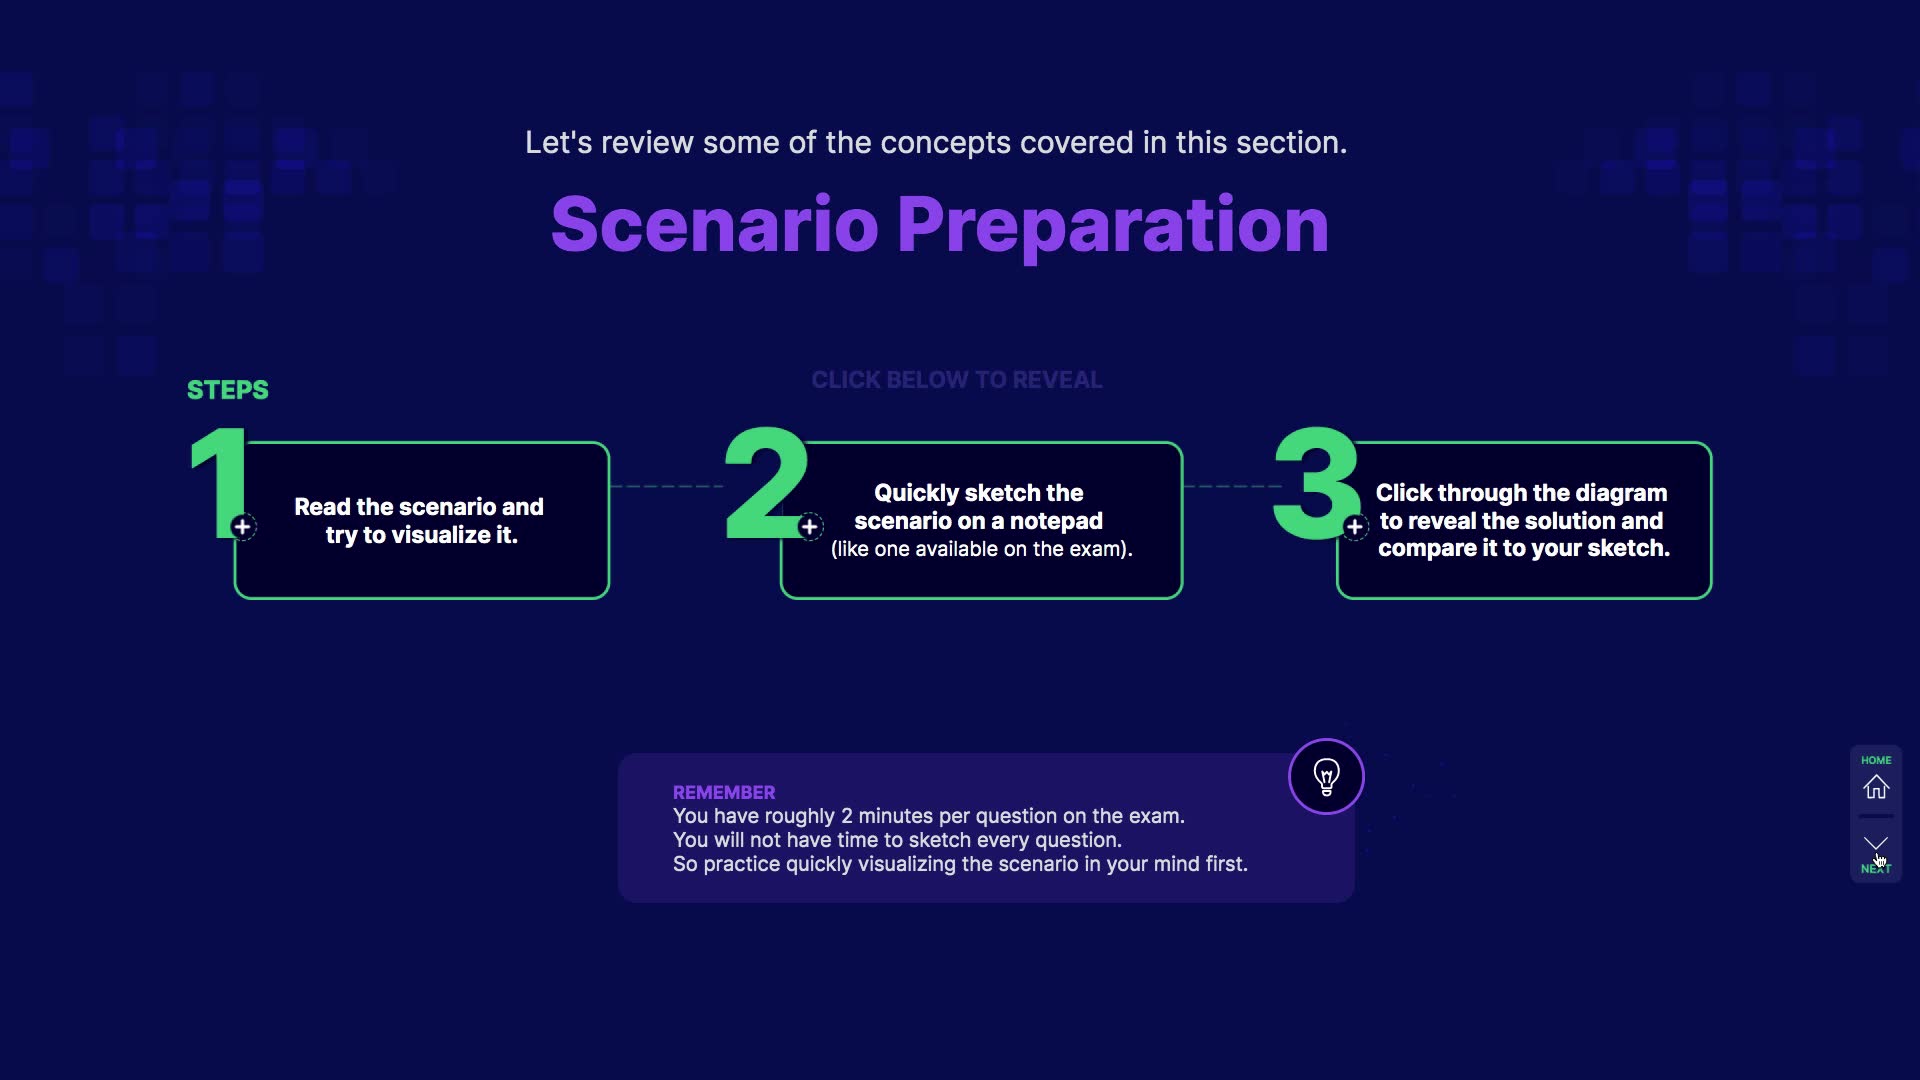 Let's review some of the concepts covered in this section.
Scenario Preparation
STEPS
CLICK BELOW TO REVEAL
1
Read the scenario and
try to visualize it.
2
Quickly sketch the
scenario on a notepad
(like one available on the exam).
3
Click through the diagram
to reveal the solution and
compare it to your sketch.
REMEMBER
You have roughly 2 minutes per question on the exam.
You will not have time to sketch every question.
So practice quickly visualizing the scenario in your mind first.
HOME
NEXT